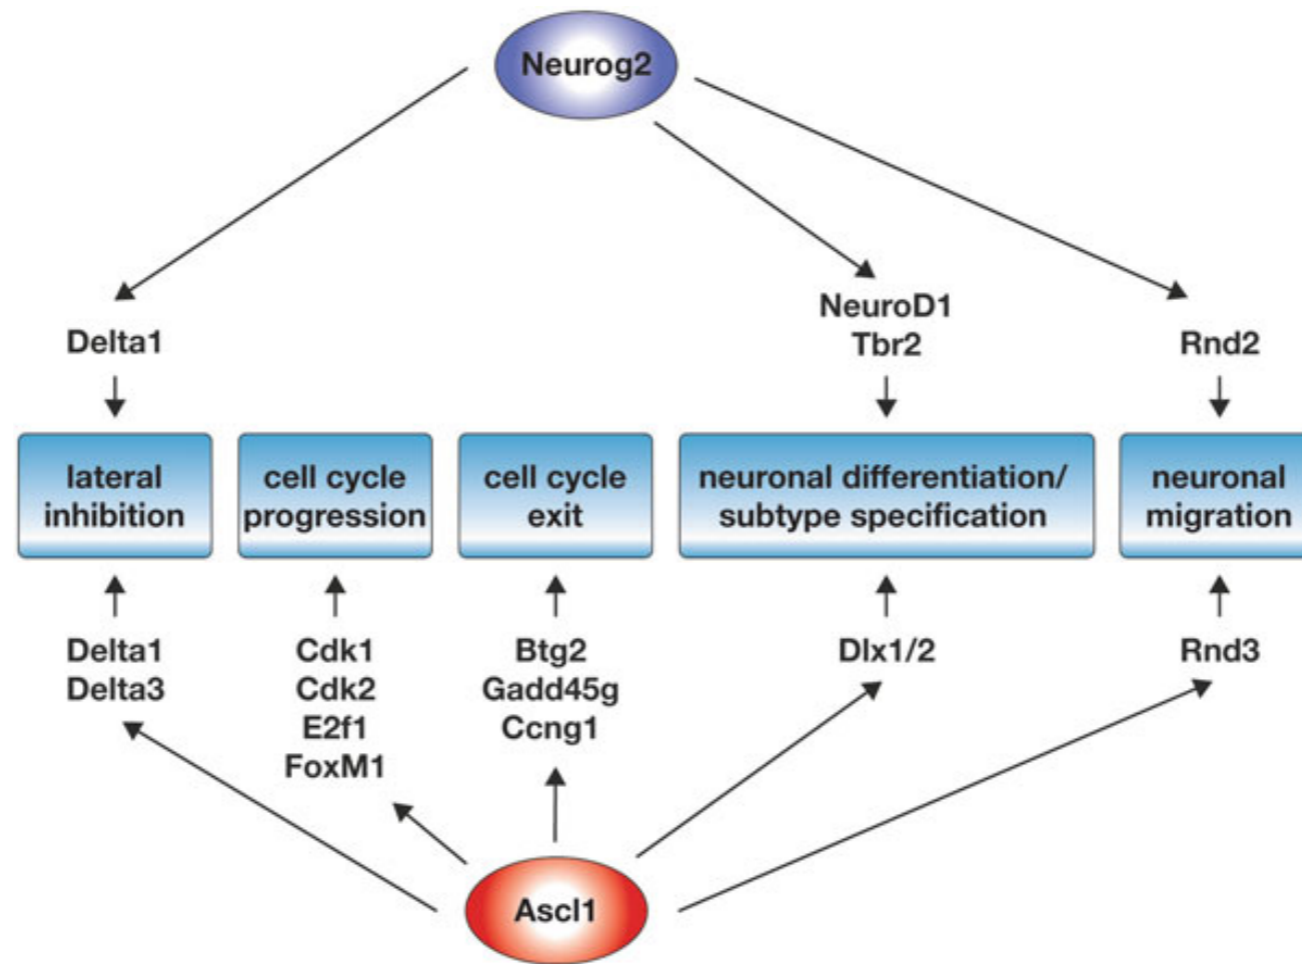 Neurog2
Delta1
NeuroD1
Tbr2
Rnd2
lateral
inhibition
cell cycle
progression
cell cycle
exit
neuronal differentiation/
subtype specification
neuronal
migration
Delta1
Delta3
Cdk1
Cdk2
E2f1
FoxM1
Btg2
Gadd45g
Ccng1
Dlx1/2
Rnd3
Ascl1